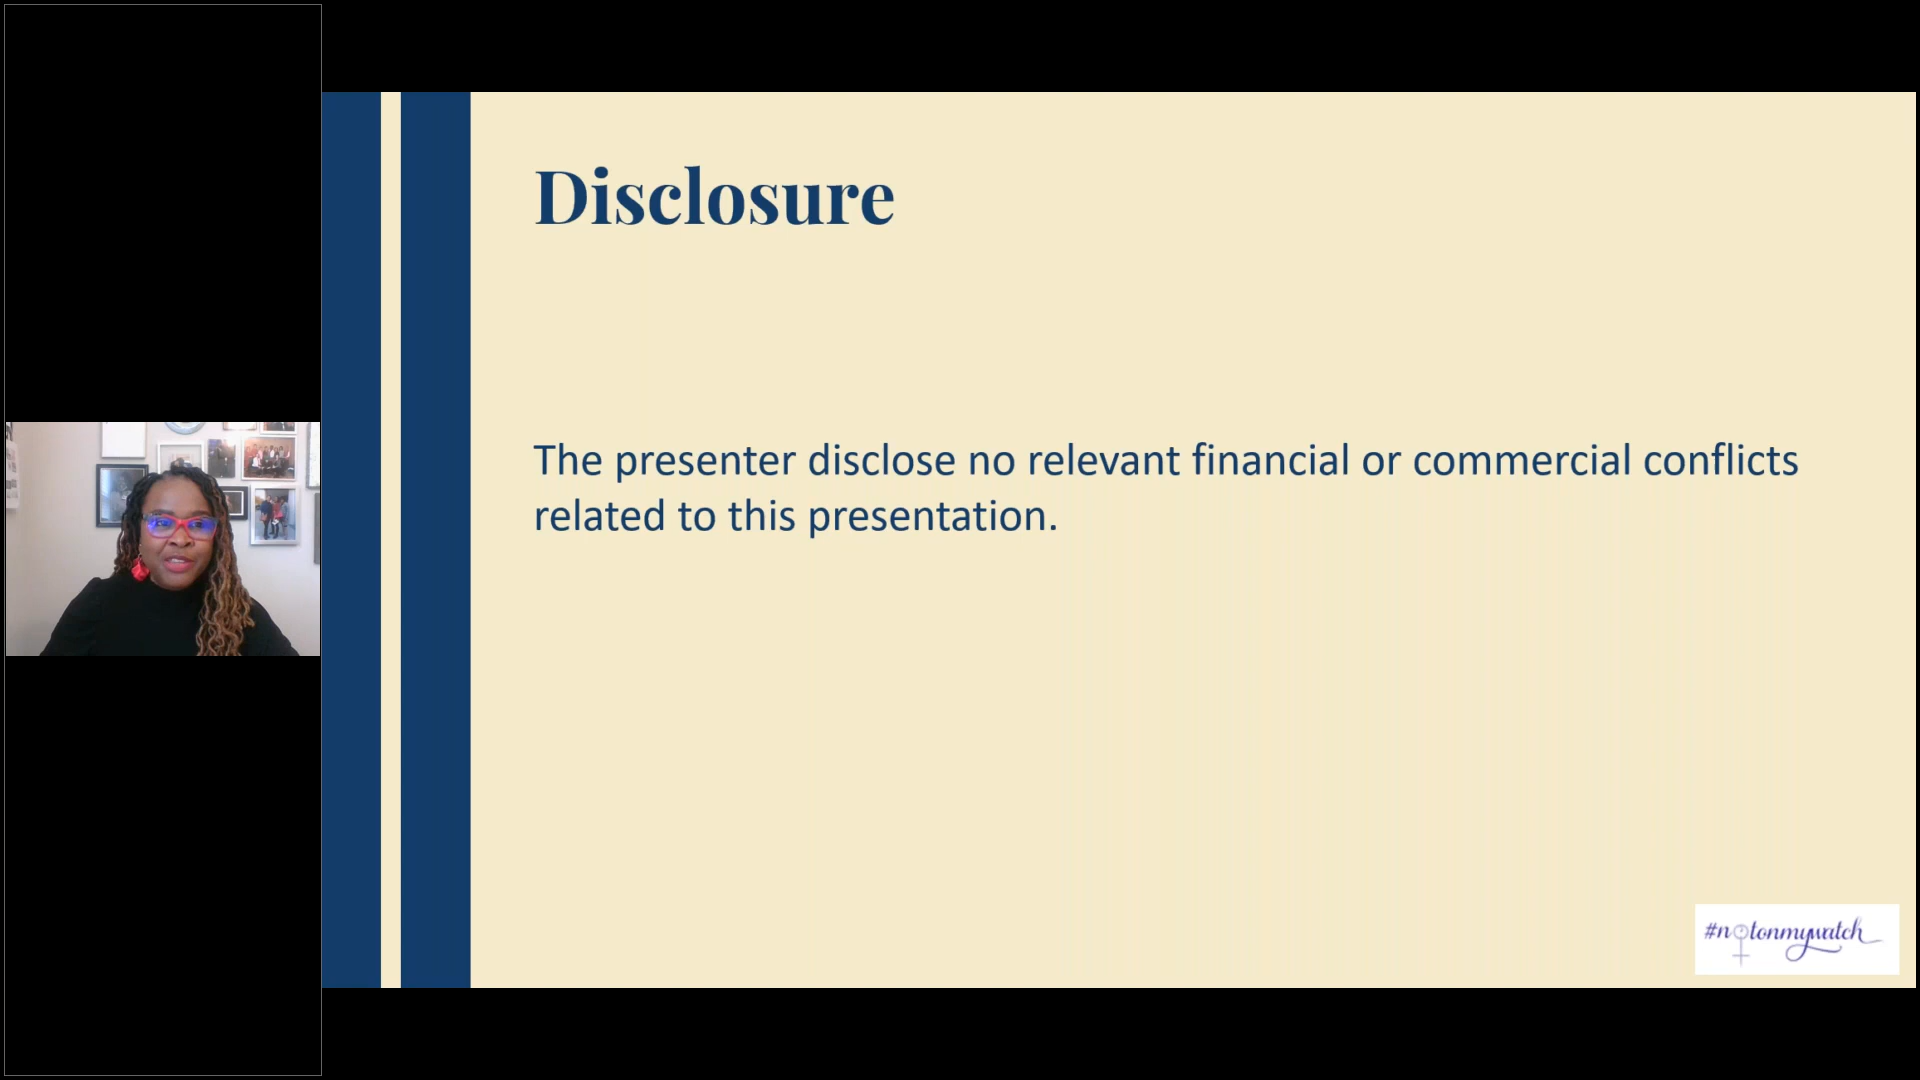 Disclosure
The presenter disclose no relevant financial or commercial conflicts
related to this presentation.
#notonmywatch